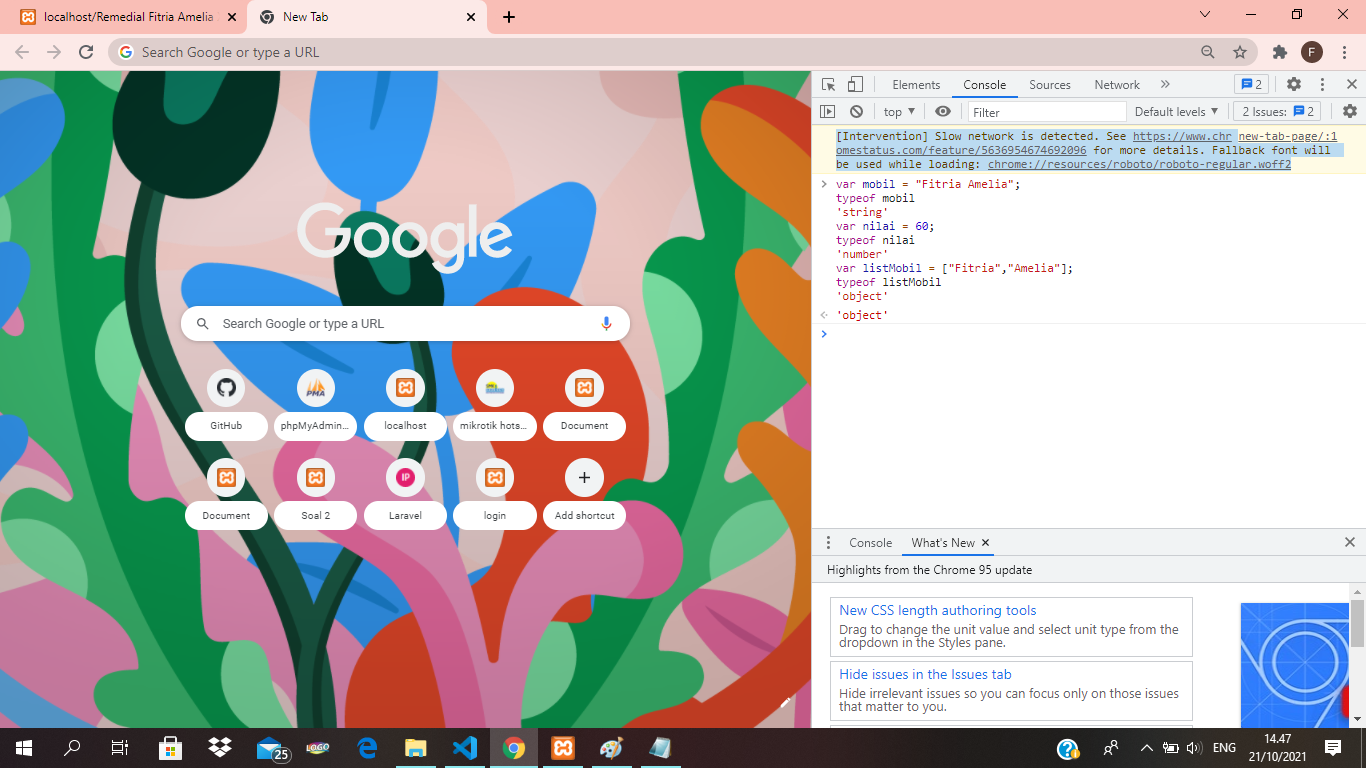 localhost/Remedial Fitria Amelia
New Tab
Search Google or type a URL
F
Elements Console Sources Network 2
top Filter Default levels 2 Issues: 2
[Intervention] Slow network is detected. See https://www.chr new-tab-page/:1
omestatus.com/feature/5636954674692096 for more details. Fallback font will
be used while loading: chrome://resources/roboto/roboto-regular.woff2
var mobil = "Fitria Amelia";
typeof mobil
'string'
var nilai = 60;
typeof nilai
'number'
var listMobil = ["Fitria","Amelia"];
typeof listMobil
'object'
'object'
Google
Search Google or type a URL
PMA
GitHub phpMyAdmin... localhost mikrotik hots... Document
IP
Document Soal 2 Laravel login Add shortcut
Console What's New
Highlights from the Chrome 95 update
New CSS length authoring tools
Drag to change the unit value and select unit type from the
dropdown in the Styles pane.
Hide issues in the Issues tab
Hide irrelevant issues so you can focus only on those issues
that matter to you.
25
LOGO
ENG
14.47
21/10/2021